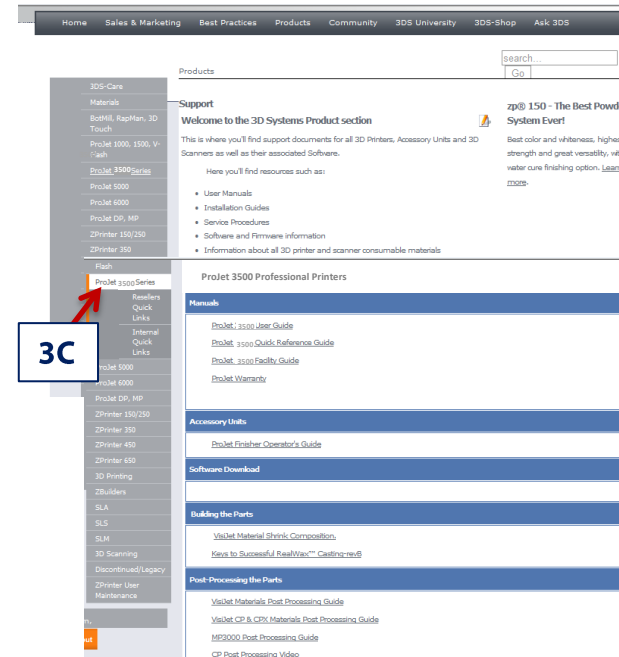 Home Sales & Marketing Best Practices Products Community 3DS University 3DS-Shop Ask 3DS
search...
Go
Products
3DS-Care
Materials
BotMill, RapMan, 3D
Touch
ProJet 1000, 1500, V-
Flash
ProJet 3500 Series
ProJet 5000
ProJet 6000
ProJet DP, MP
ZPrinter 150/250
ZPrinter 350
Support
Welcome to the 3D Systems Product section
This is where you'll find support documents for all 3D Printers, Accessory Units and 3D
Scanners as well as their associated Software.
Here you'll find resources such as:
• User Manuals
• Installation Guides
• Service Procedures
• Software and Firmware information
• Information about all 3D printer and scanner consumable materials
zp® 150 - The Best Powd
System Ever!
Best color and whiteness, highes
strength and great versatility, wit
water cure finishing option. Lear
more.
Flash
ProJet 3500 Series
Resellers
Quick
Links
Internal
Quick
Links
3C
ProJet 5000
ProJet 6000
ProJet DP, MP
ZPrinter 150/250
ZPrinter 350
ZPrinter 450
ZPrinter 650
3D Printing
ZBuilders
SLA
SLS
SLM
3D Scanning
Discontinued/Legacy
ZPrinter User
Maintenance
n,
out
ProJet 3500 Professional Printers
Manuals
ProJet 3500 User Guide
ProJet 3500 Quick Reference Guide
ProJet 3500 Facility Guide
ProJet Warranty
Accessory Units
ProJet Finisher Operator's Guide
Software Download
Building the Parts
VisiJet Material Shrink Composition.
Keys to Successful RealWax™ Casting-revB
Post-Processing the Parts
VisiJet Materials Post Processing Guide
VisiJet CP & CPX Materials Post Processing Guide
MP3000 Post Processing Guide
CP Post Processing Video